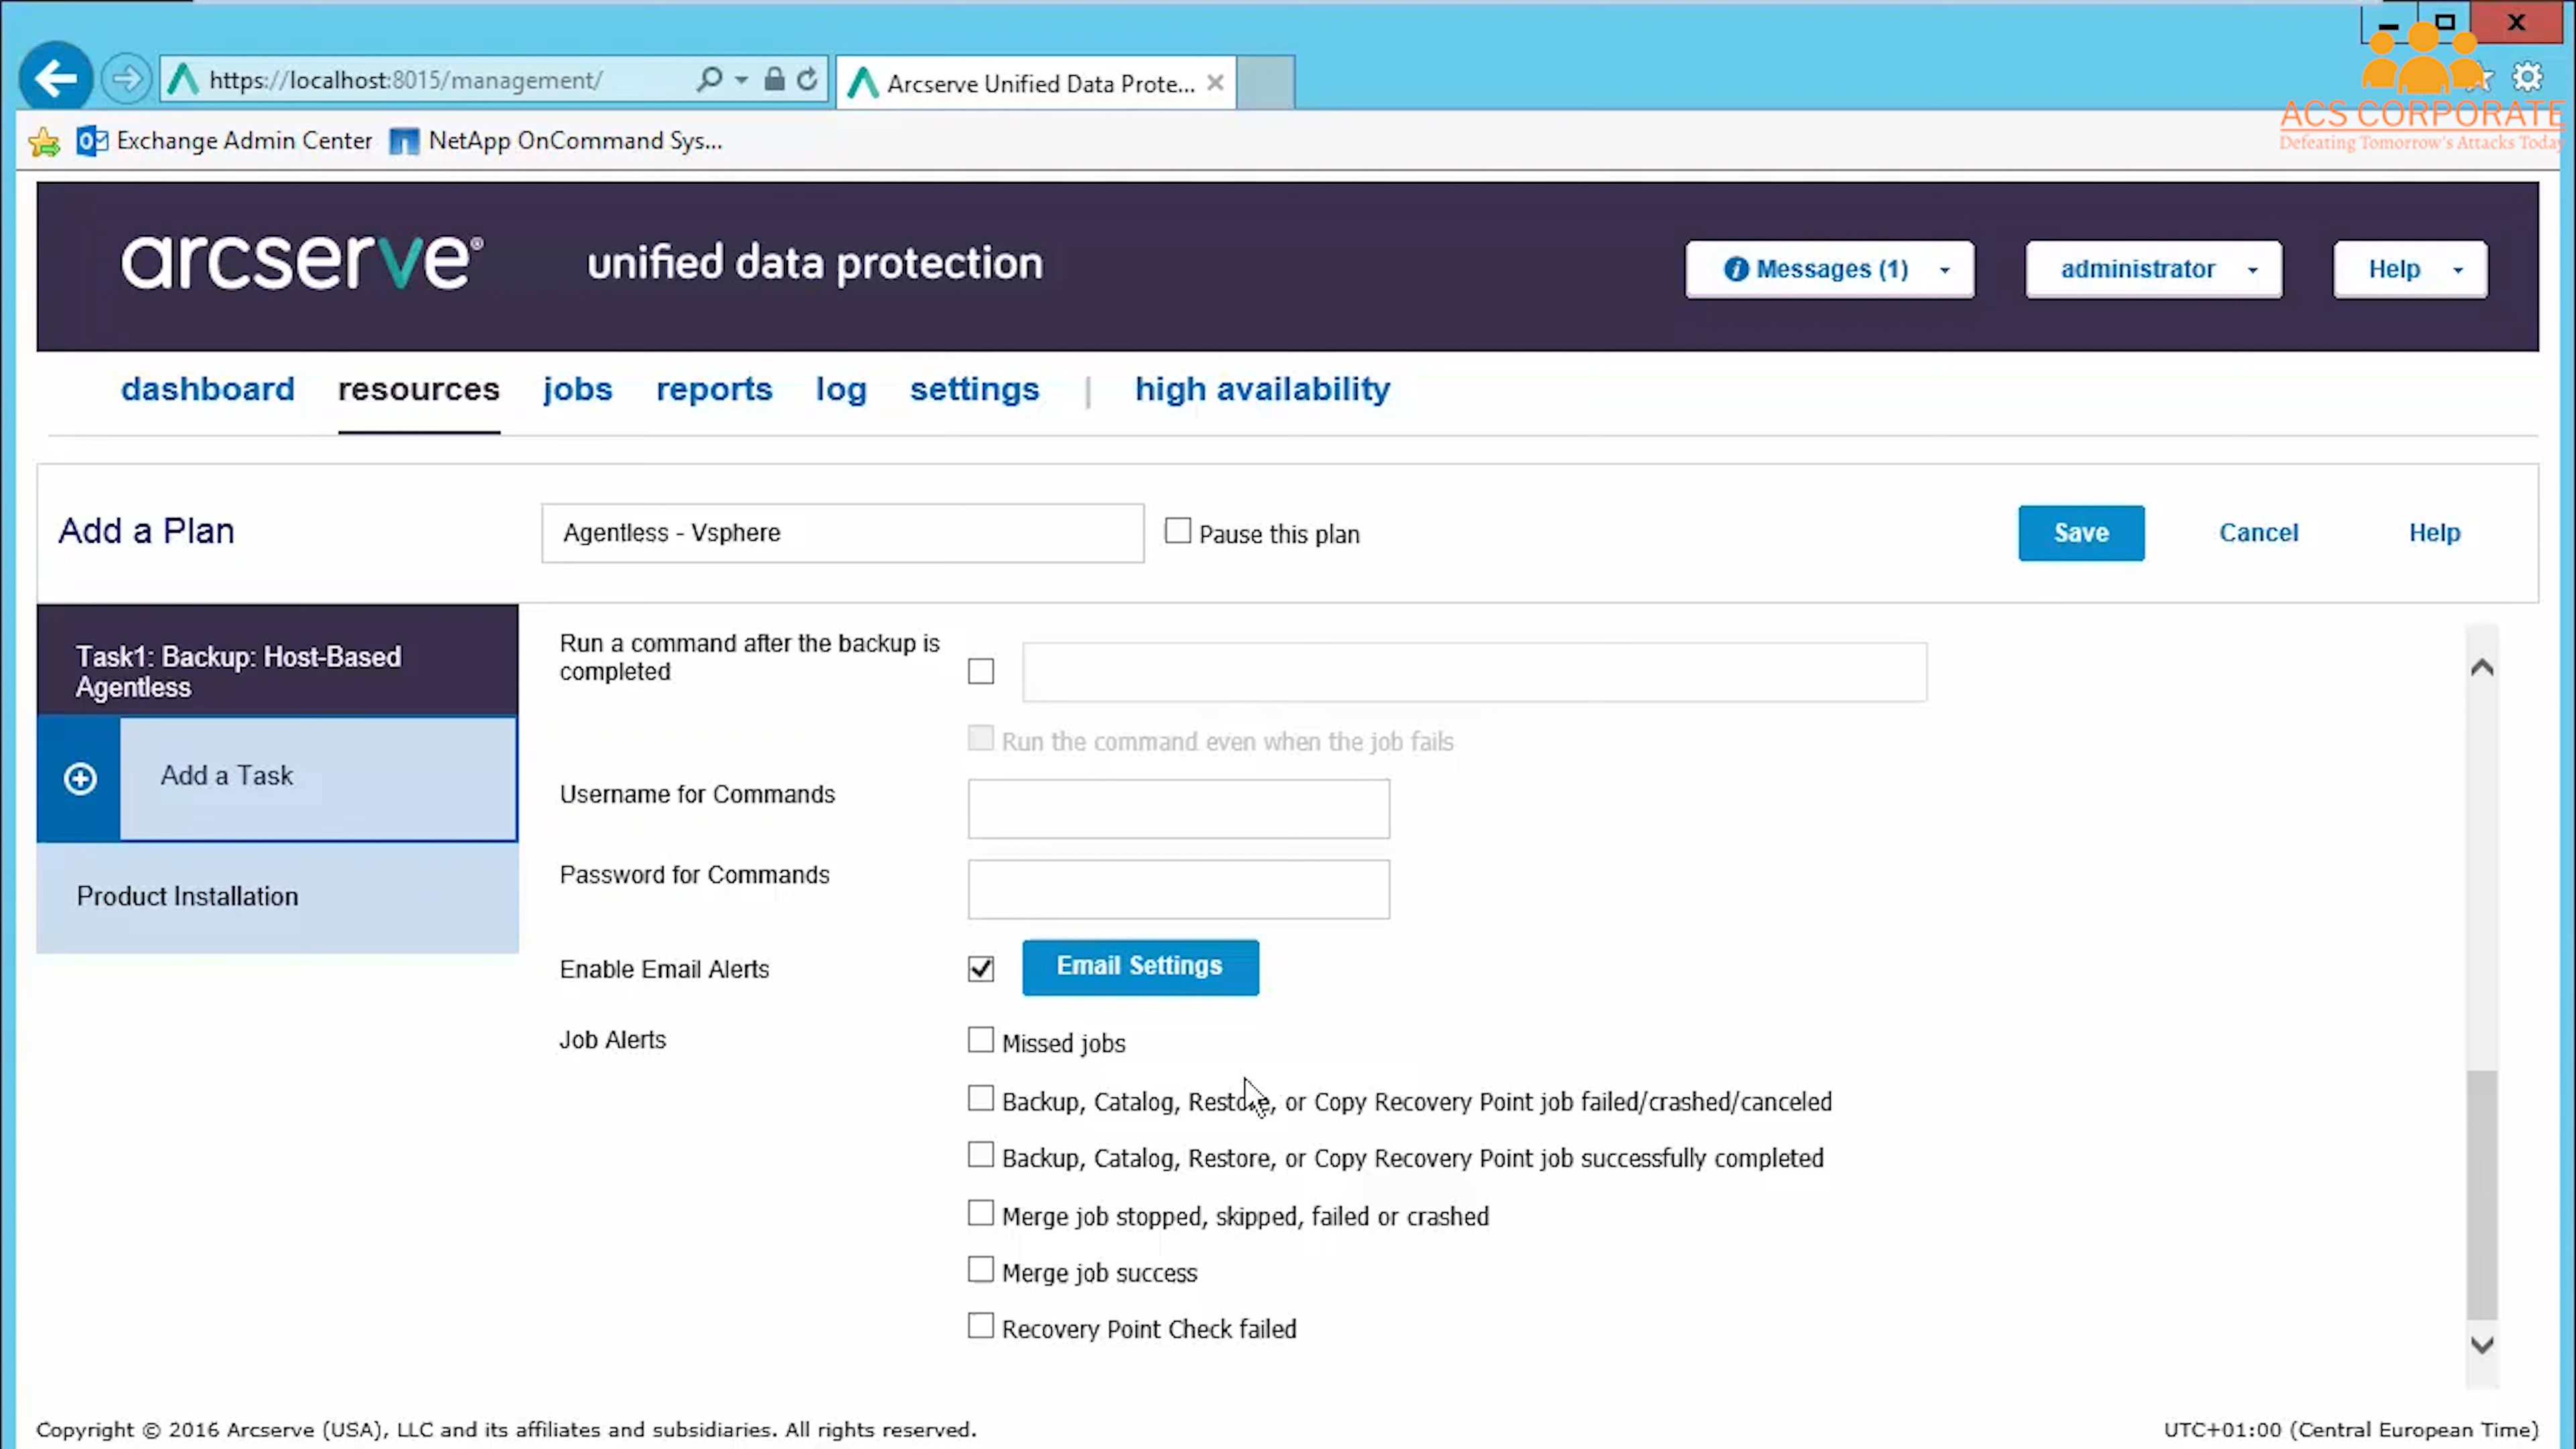 https://localhost:8015/management/
Arcserve Unified Data Prote...
ACS CORPORATE
Defeating Tomorrow's Attacks Today
Exchange Admin Center
NetApp OnCommand Sys...
arcserve®
unified data protection
Messages (1)
administrator
Help
dashboard
resources
jobs
reports
log
settings
|
high availability
Add a Plan
Agentless - Vsphere
Pause this plan
Save
Cancel
Help
Task1: Backup: Host-Based
Agentless
Add a Task
Product Installation
Run a command after the backup is
completed
Run the command even when the job fails
Username for Commands
Password for Commands
Enable Email Alerts
Email Settings
Job Alerts
Missed jobs
Backup, Catalog, Restore, or Copy Recovery Point job failed/crashed/canceled
Backup, Catalog, Restore, or Copy Recovery Point job successfully completed
Merge job stopped, skipped, failed or crashed
Merge job success
Recovery Point Check failed
Copyright © 2016 Arcserve (USA), LLC and its affiliates and subsidiaries. All rights reserved.
UTC+01:00 (Central European Time)